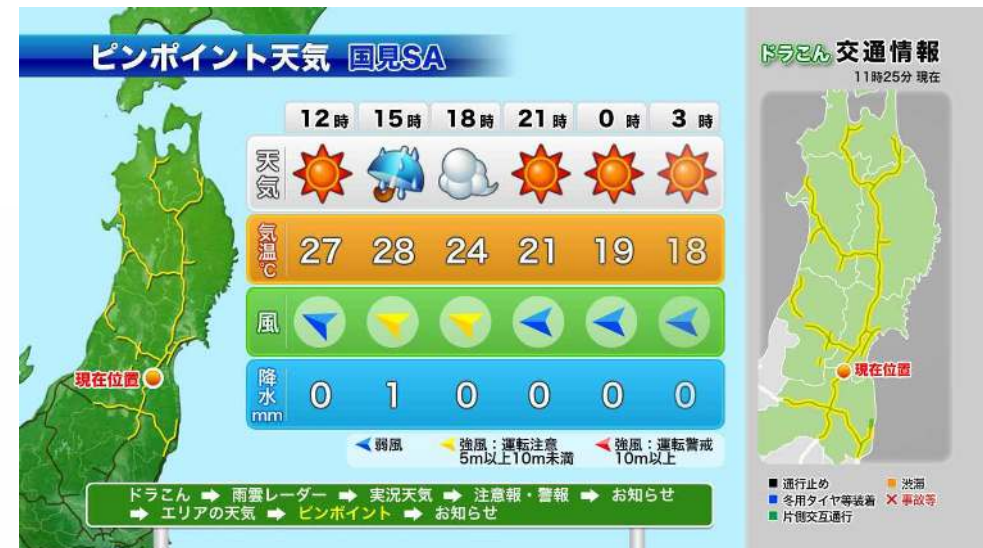 ピンポイント天気 国見SA
12時 15時 18時 21時 0時 3時
天気
気温℃ 27 28 24 21 19 18
風
降水mm 0 1 0 0 0 0
弱風 強風：運転注意 強風：運転警戒
5m以上10m未満 10m以上
現在位置
ドラこん ➡ 雨雲レーダー ➡ 実況天気 ➡ 注意報・警報 ➡ お知らせ
➡ エリアの天気 ➡ ピンポイント ➡ お知らせ
ドラこん 交通情報
11時25分 現在
現在位置
■ 通行止め ■ 渋滞
■ 冬用タイヤ等装着 ✕ 事故等
■ 片側交互通行